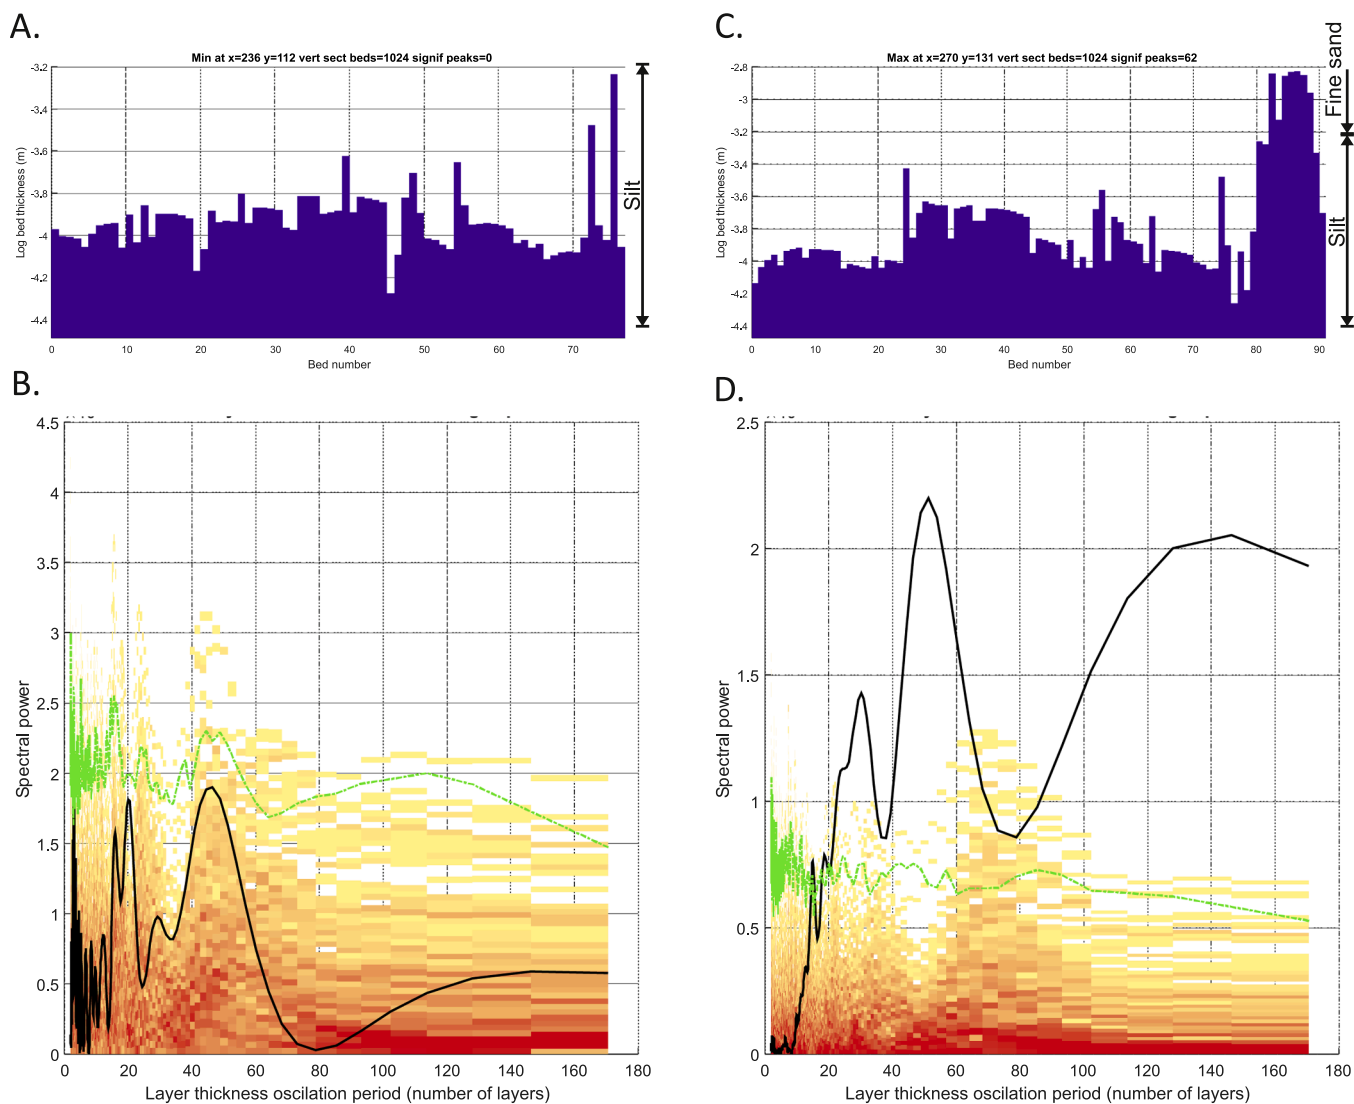 A.
Min at x=236 y=112 vert sect beds=1024 signif peaks=0
-3.2
-3.4
-3.6
-3.8
-4
-4.2
-4.4
Log bed thickness (m)
0 10 20 30 40 50 60 70
Bed number
Silt
C.
Max at x=270 y=131 vert sect beds=1024 signif peaks=62
-2.8
-3
-3.2
-3.4
-3.6
-3.8
-4
-4.2
-4.4
Log bed thickness (m)
0 10 20 30 40 50 60 70 80 90
Bed number
Fine sand
Silt
B.
4.5
4
3.5
3
2.5
2
1.5
1
0.5
0
Spectral power
0 20 40 60 80 100 120 140 160 180
Layer thickness oscilation period (number of layers)
D.
2.5
2
1.5
1
0.5
0
Spectral power
0 20 40 60 80 100 120 140 160 180
Layer thickness oscilation period (number of layers)